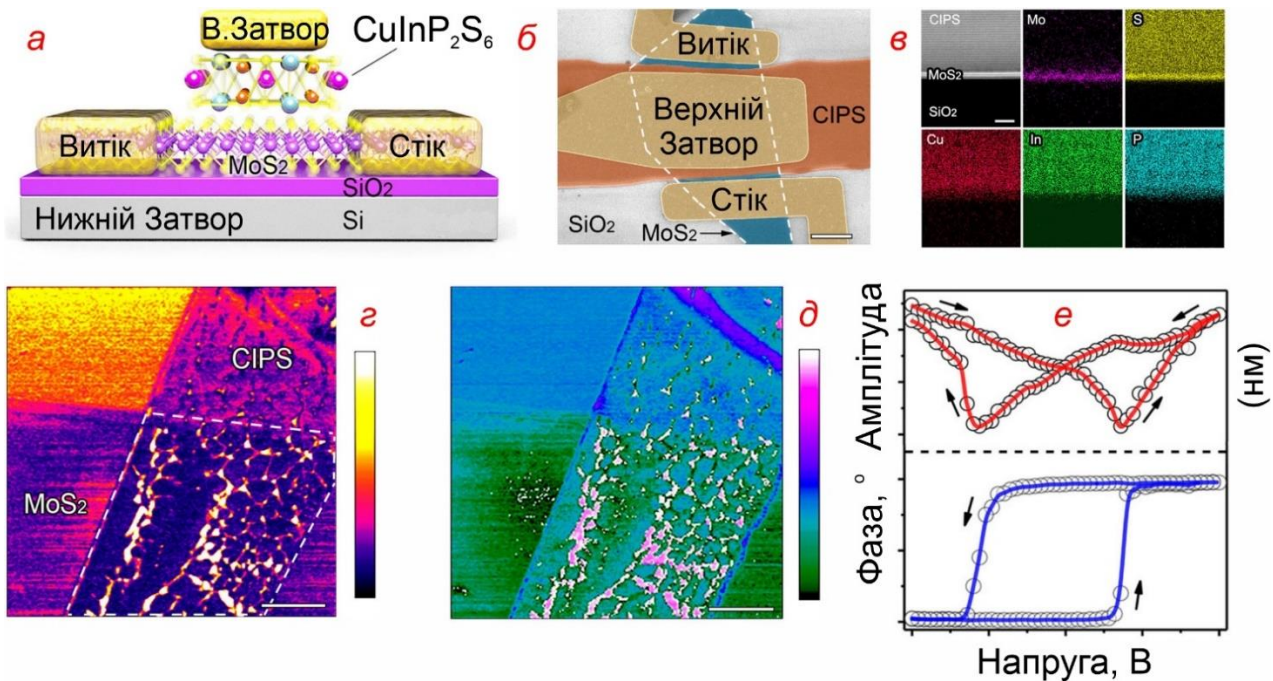 а
В.Затвор
CuInP2S6
Витік
Стік
MoS2
SiO2
Нижній Затвор
Si
б
Витік
Верхній
Затвор
CIPS
Стік
SiO2
MoS2
в
CIPS
MoS2
SiO2
Mo
S
Cu
In
P
г
CIPS
MoS2
д
е
Амплітуда
(нм)
Фаза, °
Напруга, В